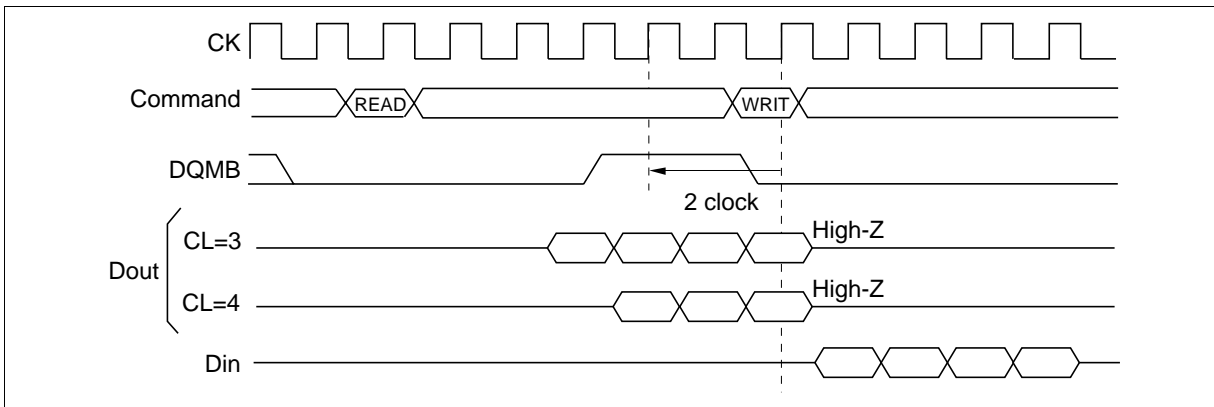 CK
Command READ WRIT
DQMB
2 clock
CL=3 High-Z
Dout
CL=4 High-Z
Din